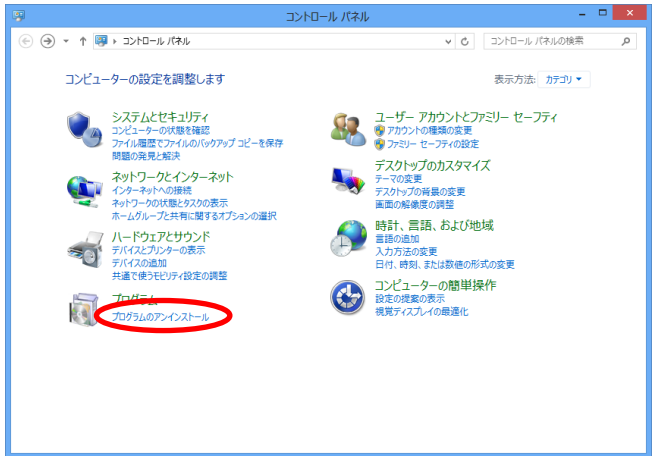 コントロール パネル
コントロール パネル
コントロール パネルの検索
コンピューターの設定を調整します
表示方法: カテゴリ
システムとセキュリティ
コンピューターの状態を確認
ファイル履歴でファイルのバックアップ コピーを保存
問題の発見と解決
ネットワークとインターネット
インターネットへの接続
ネットワークの状態とタスクの表示
ホームグループと共有に関するオプションの選択
ハードウェアとサウンド
デバイスとプリンターの表示
デバイスの追加
共通で使うモビリティ設定の調整
プログラム
プログラムのアンインストール
ユーザー アカウントとファミリー セーフティ
アカウントの種類の変更
ファミリー セーフティの設定
デスクトップのカスタマイズ
テーマの変更
デスクトップの背景の変更
画面の解像度の調整
時計、言語、および地域
言語の追加
入力方法の変更
日付、時刻、または数値の形式の変更
コンピューターの簡単操作
設定の提案の表示
視覚ディスプレイの最適化